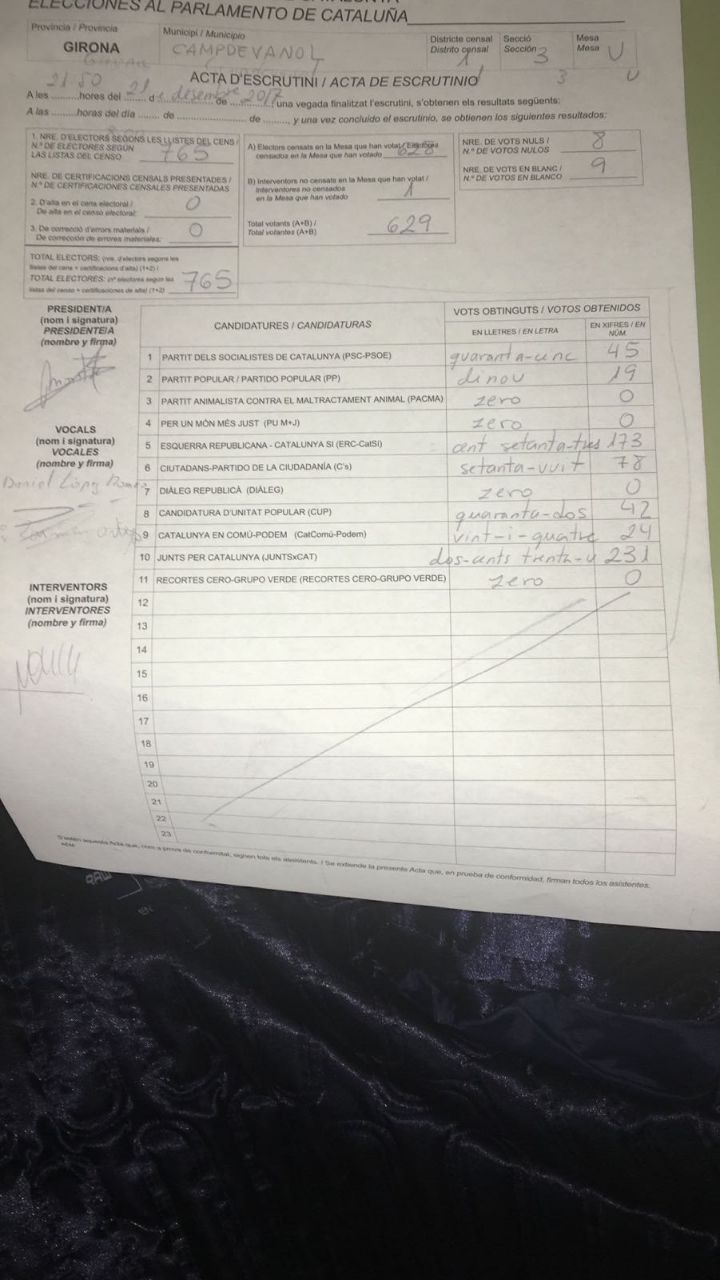 ELECCIONES AL PARLAMENTO DE CATALUÑA
Província / Provincia
GIRONA
Municipi / Municipio
CAMPDEVANOL
Districte censal
Distrito censal
1
Secció
Sección
3
Mesa
Mesa
U
3 U
ACTA D'ESCRUTINI / ACTA DE ESCRUTINIO
A les 21:50 hores del 21 d e desembre de 2017, una vegada finalitzat l'escrutini, s'obtenen els resultats següents:
A las ......... horas del día ....... de ..................... de ........., y una vez concluido el escrutinio, se obtienen los siguientes resultados:
1. NRE. D'ELECTORS SEGONS LES LLISTES DEL CENS /
N.º DE ELECTORES SEGÚN
LAS LISTAS DEL CENSO 765
NRE. DE CERTIFICACIONS CENSALS PRESENTADES /
N.º DE CERTIFICACIONES CENSALES PRESENTADAS
2. D'alta en el cens electoral /
De alta en el censo electoral: 0
3. De correcció d'errors materials /
De corrección de errores materiales: 0
TOTAL ELECTORS: (nre. d'electors segons les
llistes del cens + certificacions d'alta) (1+2) /
TOTAL ELECTORES: (nº electores según las
listas del censo + certificaciones de alta) (1+2) 765
A) Electors censats en la Mesa que han votat / Electores
censados en la Mesa que han votado 628
B) Interventors no censats en la Mesa que han votat /
Interventores no censados
en la Mesa que han votado 1
Total votants (A+B) /
Total votantes (A+B) 629
NRE. DE VOTS NULS /
N.º DE VOTOS NULOS 8
NRE. DE VOTS EN BLANC /
N.º DE VOTOS EN BLANCO 9
PRESIDENT/A
(nom i signatura)
PRESIDENTE/A
(nombre y firma)
VOCALS
(nom i signatura)
VOCALES
(nombre y firma)
Daniel López
INTERVENTORS
(nom i signatura)
INTERVENTORES
(nombre y firma)
CANDIDATURES / CANDIDATURAS
VOTS OBTINGUTS / VOTOS OBTENIDOS
EN LLETRES / EN LETRA
EN XIFRES / EN NÚM.
1 PARTIT DELS SOCIALISTES DE CATALUNYA (PSC-PSOE) quaranta-cinc 45
2 PARTIT POPULAR / PARTIDO POPULAR (PP) dinou 19
3 PARTIT ANIMALISTA CONTRA EL MALTRACTAMENT ANIMAL (PACMA) zero 0
4 PER UN MÓN MÉS JUST (PU M+J) zero 0
5 ESQUERRA REPUBLICANA - CATALUNYA SI (ERC-CatSí) cent setanta-tres 173
6 CIUTADANS-PARTIDO DE LA CIUDADANÍA (C's) setanta-vuit 78
7 DIÀLEG REPUBLICÀ (DIÀLEG) zero 0
8 CANDIDATURA D'UNITAT POPULAR (CUP) quaranta-dos 42
9 CATALUNYA EN COMÚ-PODEM (CatComú-Podem) vint-i-quatre 24
10 JUNTS PER CATALUNYA (JUNTSxCAT) dos-cents trenta-u 231
11 RECORTES CERO-GRUPO VERDE (RECORTES CERO-GRUPO VERDE) zero 0
12
13
14
15
16
17
18
19
20
21
22
23
S'estén aquesta Acta que, com a prova de conformitat, signen tots els assistents. / Se extiende la presente Acta que, en prueba de conformidad, firman todos los asistentes.